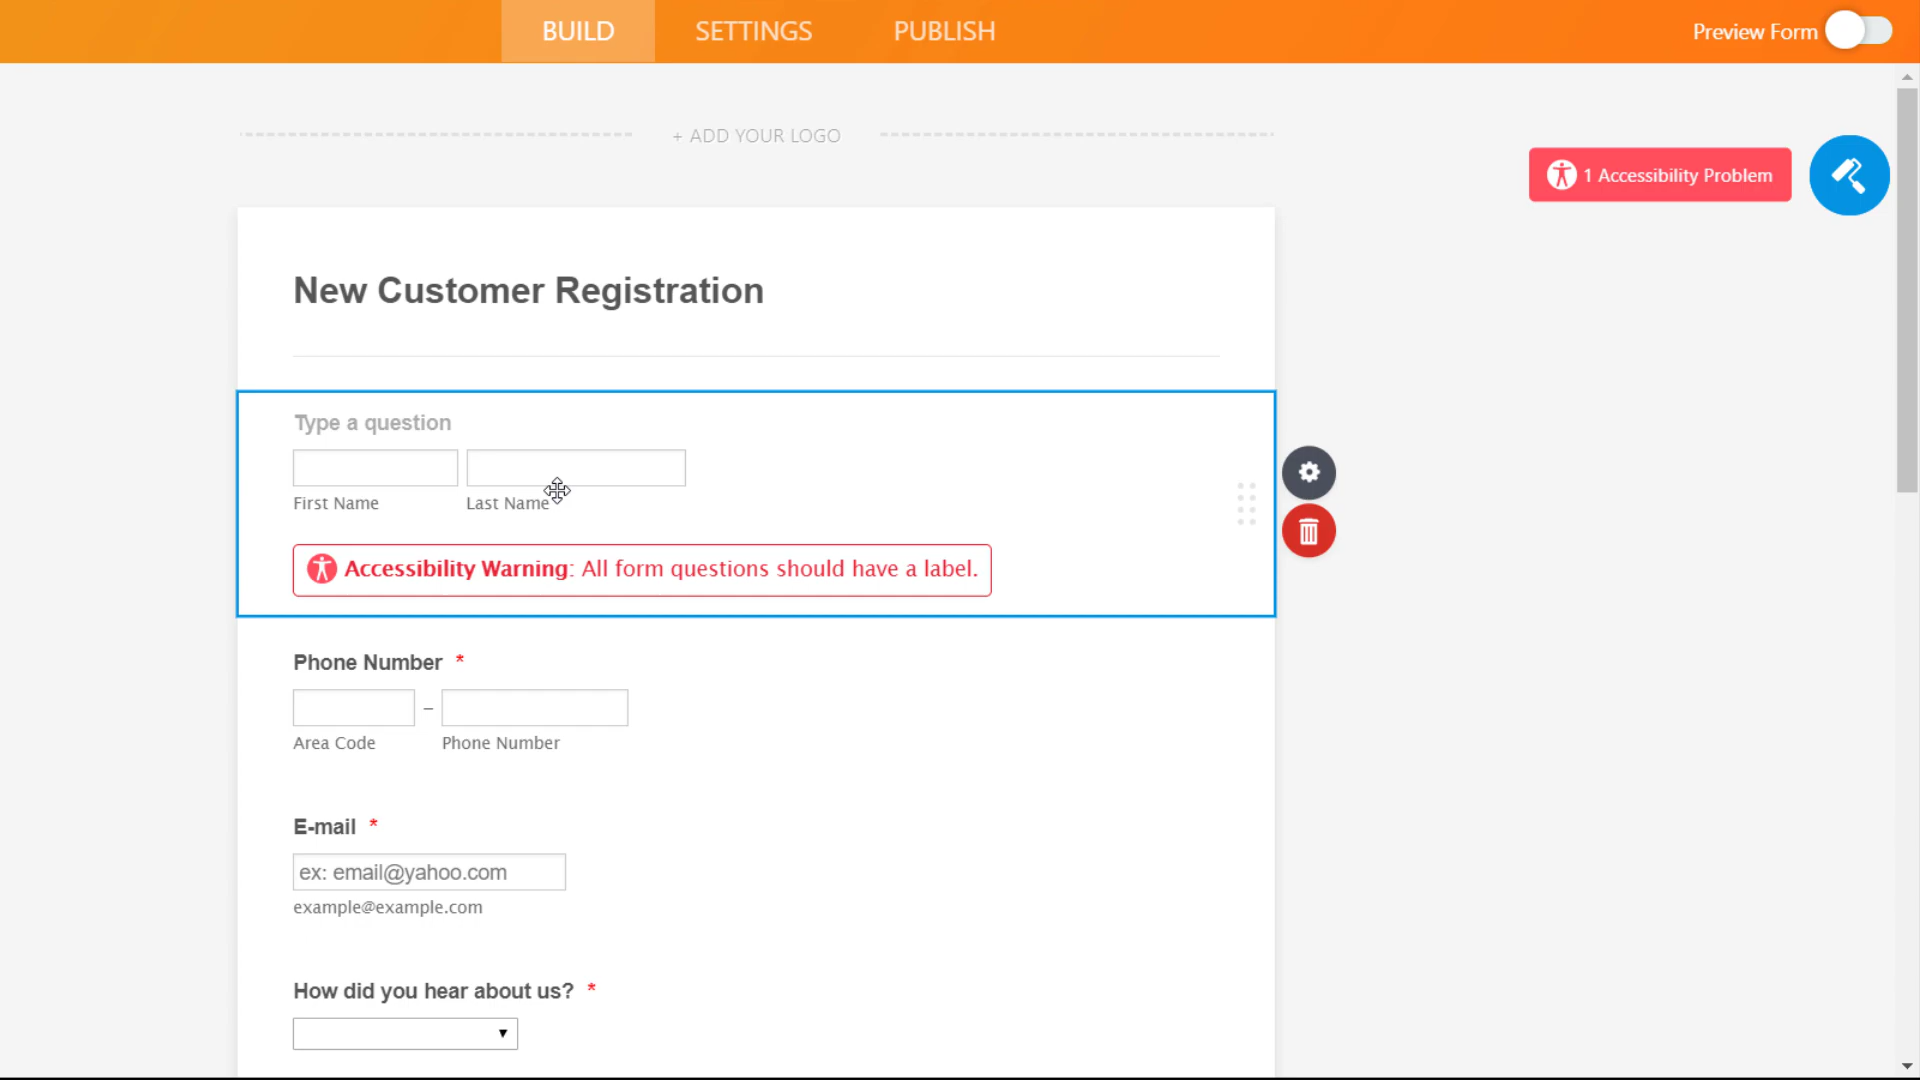 BUILD SETTINGS PUBLISH Preview Form
+ ADD YOUR LOGO
1 Accessibility Problem
New Customer Registration
Type a question
First Name Last Name
Accessibility Warning: All form questions should have a label.
Phone Number *
–
Area Code Phone Number
E-mail *
ex: email@yahoo.com
example@example.com
How did you hear about us? *